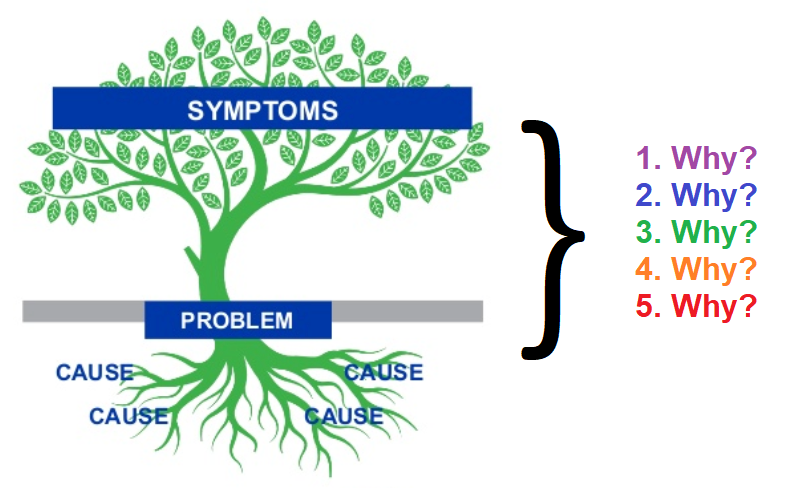 SYMPTOMS
1. Why?
2. Why?
3. Why?
4. Why?
5. Why?
PROBLEM
CAUSE
CAUSE
CAUSE
CAUSE